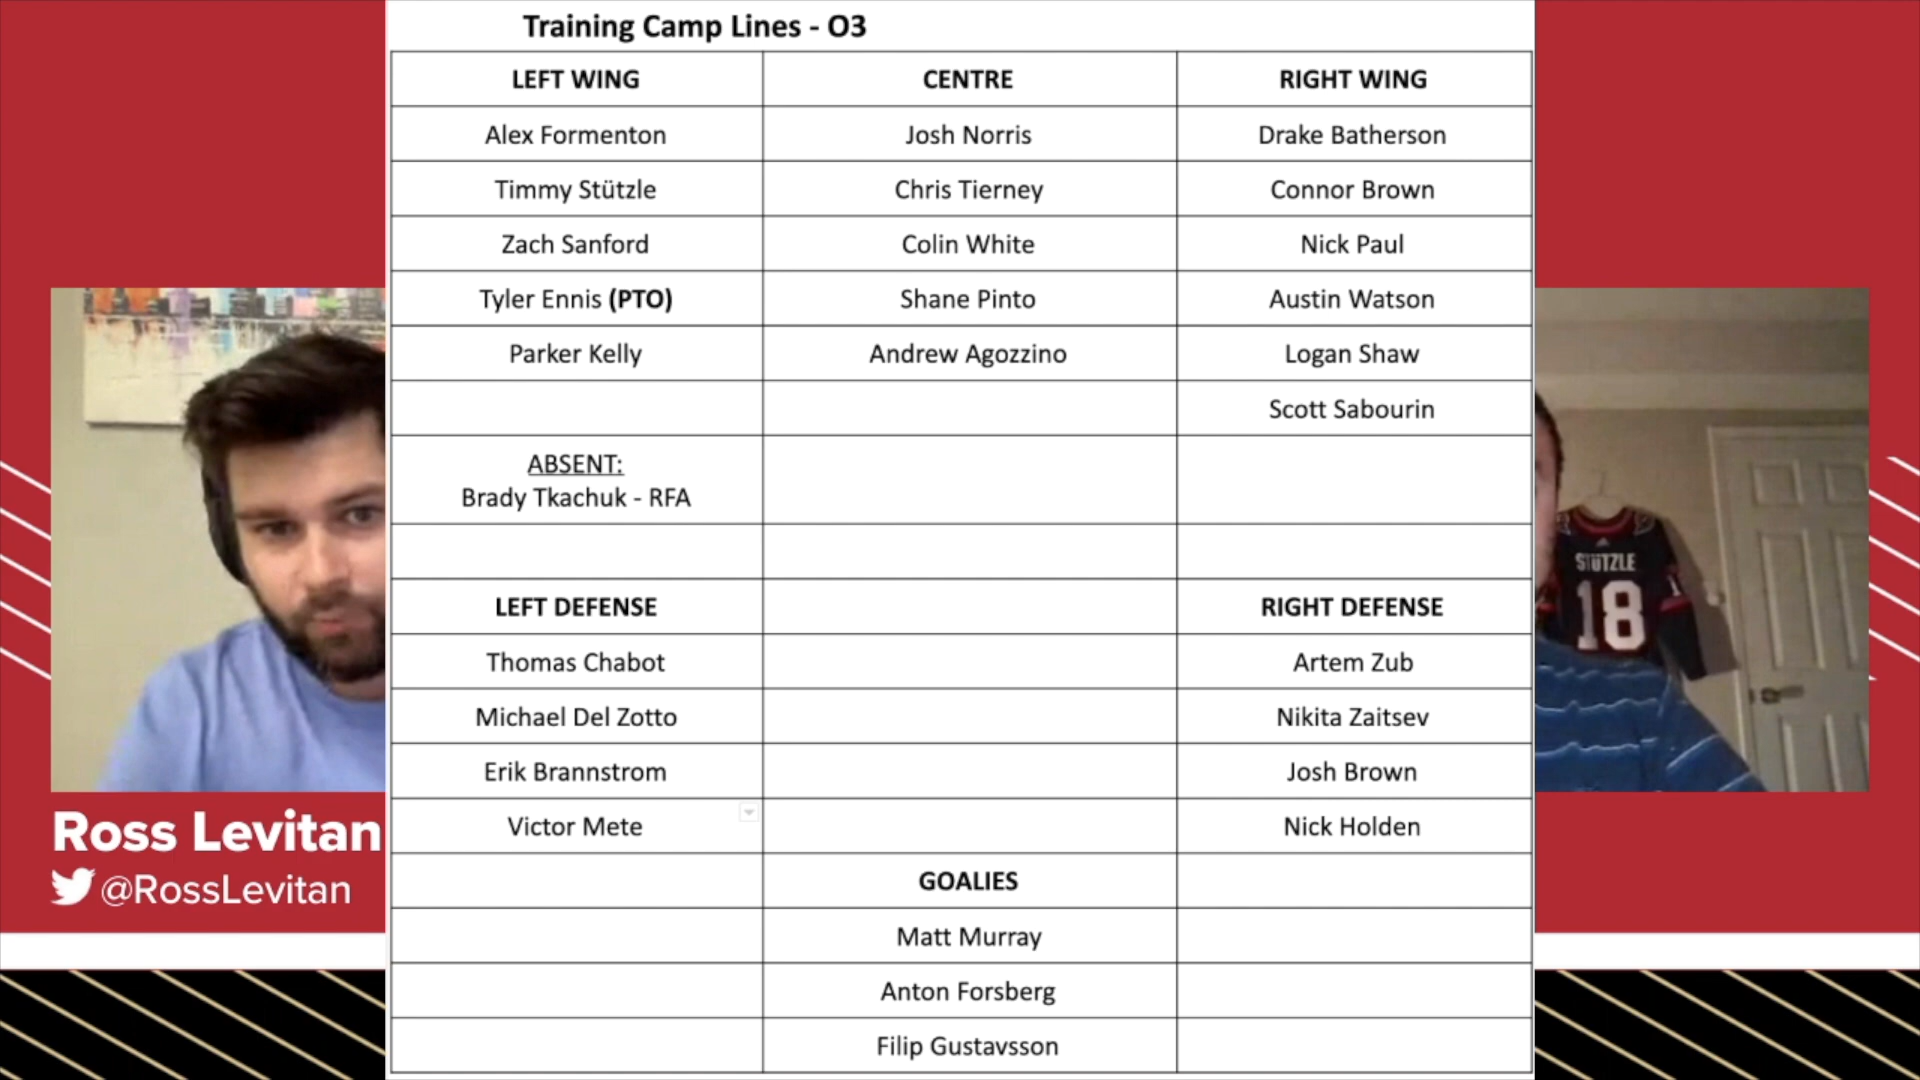 Training Camp Lines - O3
LEFT WING CENTRE RIGHT WING
Alex Formenton Josh Norris Drake Batherson
Timmy Stützle Chris Tierney Connor Brown
Zach Sanford Colin White Nick Paul
Tyler Ennis (PTO) Shane Pinto Austin Watson
Parker Kelly Andrew Agozzino Logan Shaw
Scott Sabourin
ABSENT:
Brady Tkachuk - RFA
LEFT DEFENSE RIGHT DEFENSE
Thomas Chabot Artem Zub
Michael Del Zotto Nikita Zaitsev
Erik Brannstrom Josh Brown
Victor Mete Nick Holden
GOALIES
Matt Murray
Anton Forsberg
Filip Gustavsson
STÜTZLE
18
Ross Levitan
@RossLevitan